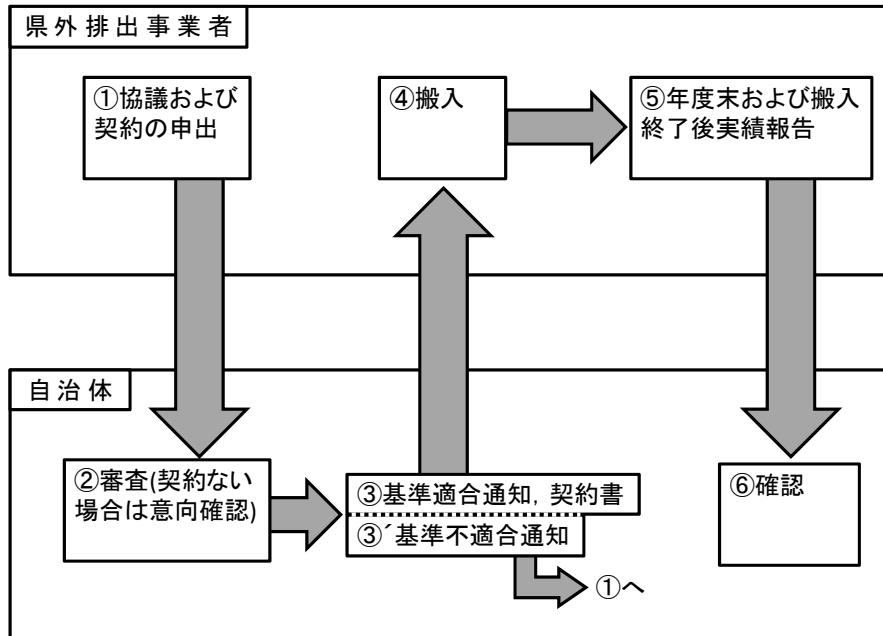 県外排出事業者
①協議および
契約の申出
④搬入
⑤年度末および搬入
終了後実績報告
自治体
②審査(契約ない
場合は意向確認)
③基準適合通知，契約書
③´基準不適合通知
①へ
⑥確認